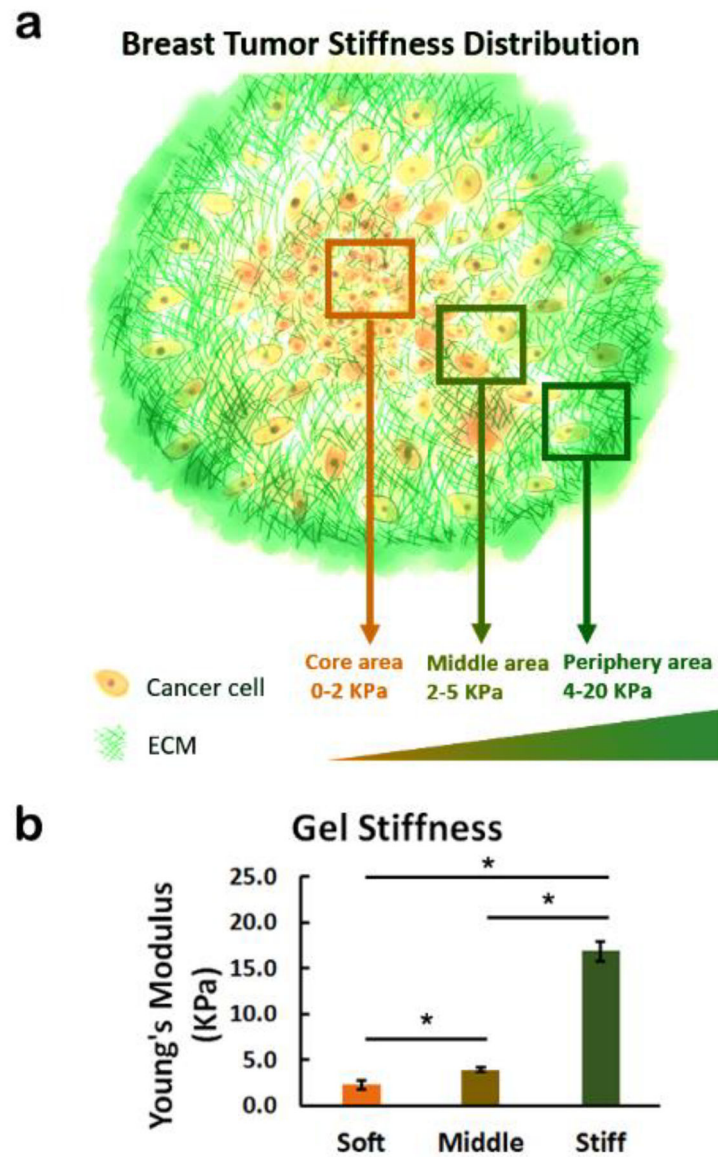 a
Breast Tumor Stiffness Distribution
Core area Middle area Periphery area
0-2 KPa 2-5 KPa 4-20 KPa
Cancer cell
ECM
b
Gel Stiffness
Young's Modulus
(KPa)
25.0
20.0
15.0
10.0
5.0
0.0
*
*
*
Soft Middle Stiff